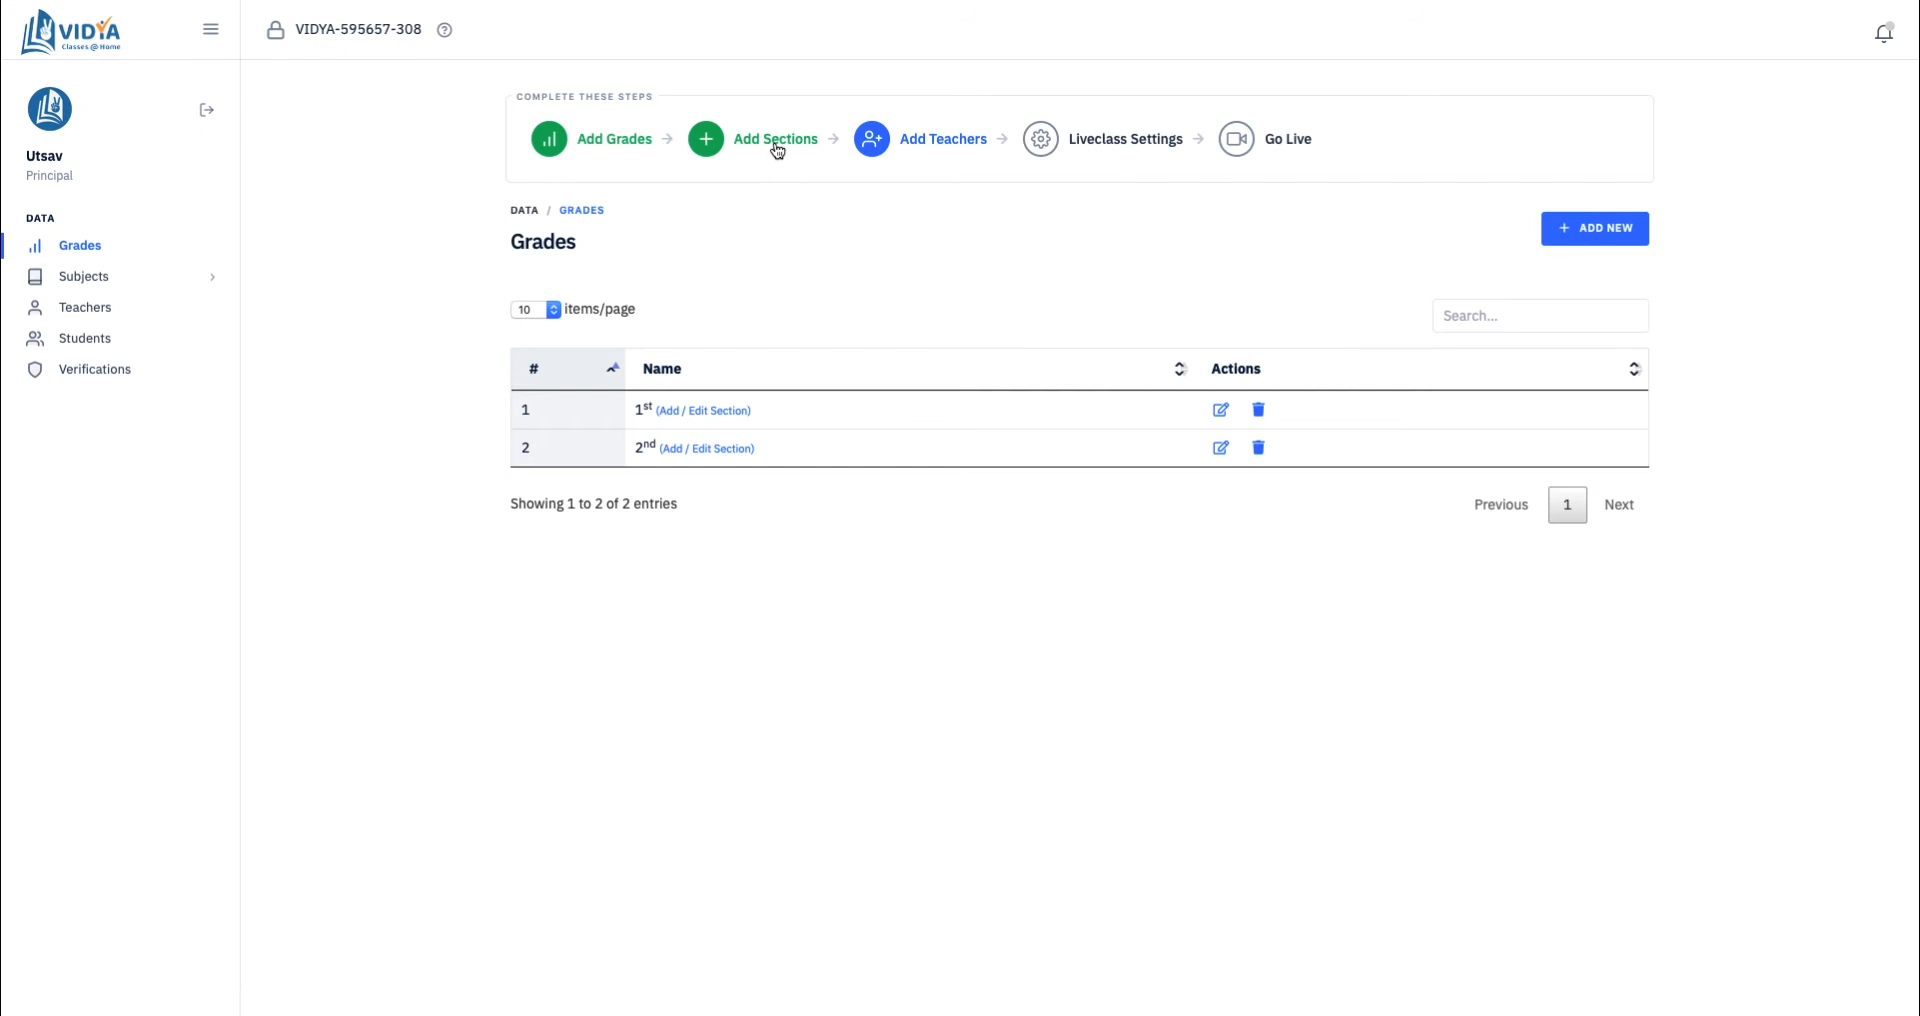 VIDYA
Classes @ Home
VIDYA-595657-308
Utsav
Principal
DATA
Grades
Subjects
Teachers
Students
Verifications
COMPLETE THESE STEPS
Add Grades
Add Sections
Add Teachers
Liveclass Settings
Go Live
DATA / GRADES
Grades
+ ADD NEW
10 items/page
Search...
# Name Actions
1 1st (Add / Edit Section)
2 2nd (Add / Edit Section)
Showing 1 to 2 of 2 entries
Previous 1 Next